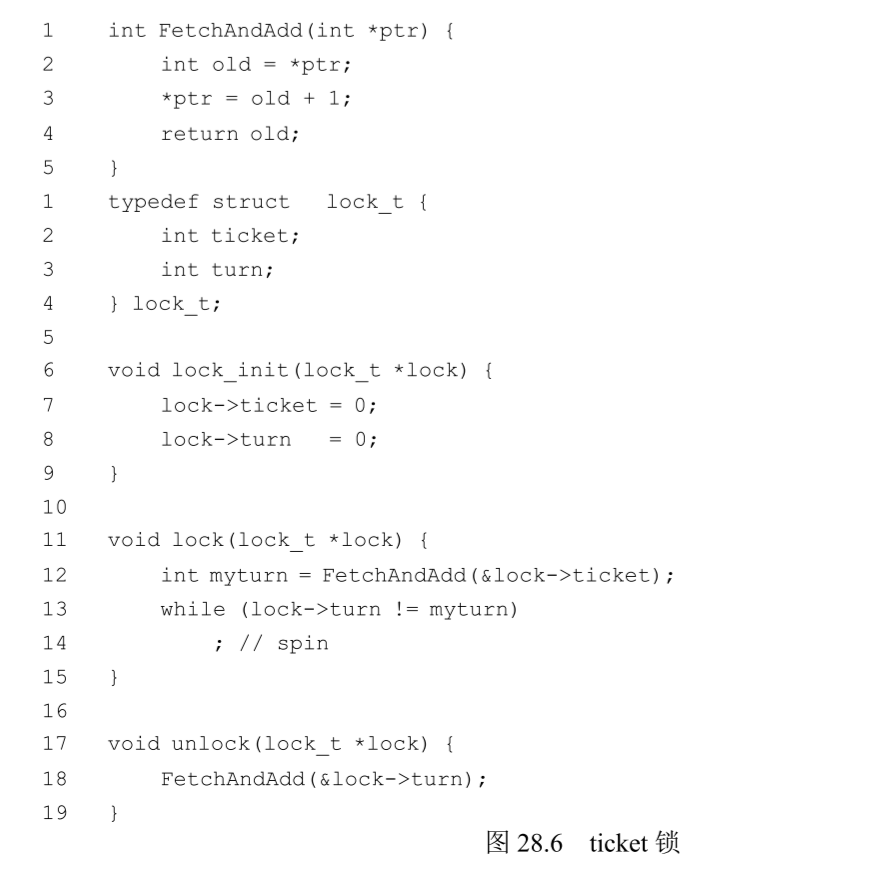 1 int FetchAndAdd(int *ptr) {
2     int old = *ptr;
3     *ptr = old + 1;
4     return old;
5 }
1 typedef struct   lock_t {
2     int ticket;
3     int turn;
4 } lock_t;
5
6 void lock_init(lock_t *lock) {
7     lock->ticket = 0;
8     lock->turn   = 0;
9 }
10
11 void lock(lock_t *lock) {
12     int myturn = FetchAndAdd(&lock->ticket);
13     while (lock->turn != myturn)
14         ; // spin
15 }
16
17 void unlock(lock_t *lock) {
18     FetchAndAdd(&lock->turn);
19 }
图 28.6 ticket 锁